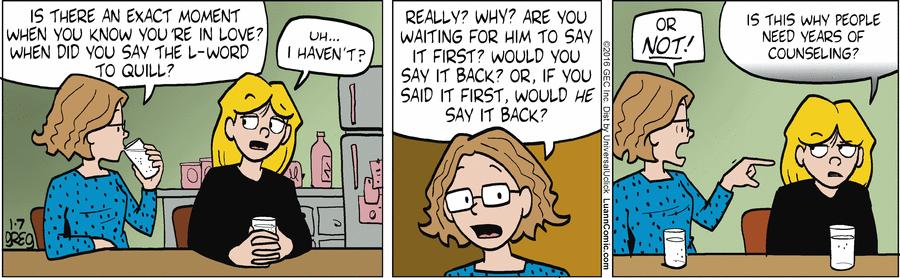 IS THERE AN EXACT MOMENT
WHEN YOU KNOW YOU'RE IN LOVE?
WHEN DID YOU SAY THE L-WORD
TO QUILL?
UH...
I HAVEN'T?
1·7
GREG
REALLY? WHY? ARE YOU
WAITING FOR HIM TO SAY
IT FIRST? WOULD YOU
SAY IT BACK? OR, IF YOU
SAID IT FIRST, WOULD HE
SAY IT BACK?
©2016 GEC Inc. Dist by UniversalUclick LuannComic.com
OR
NOT!
IS THIS WHY PEOPLE
NEED YEARS OF
COUNSELING?